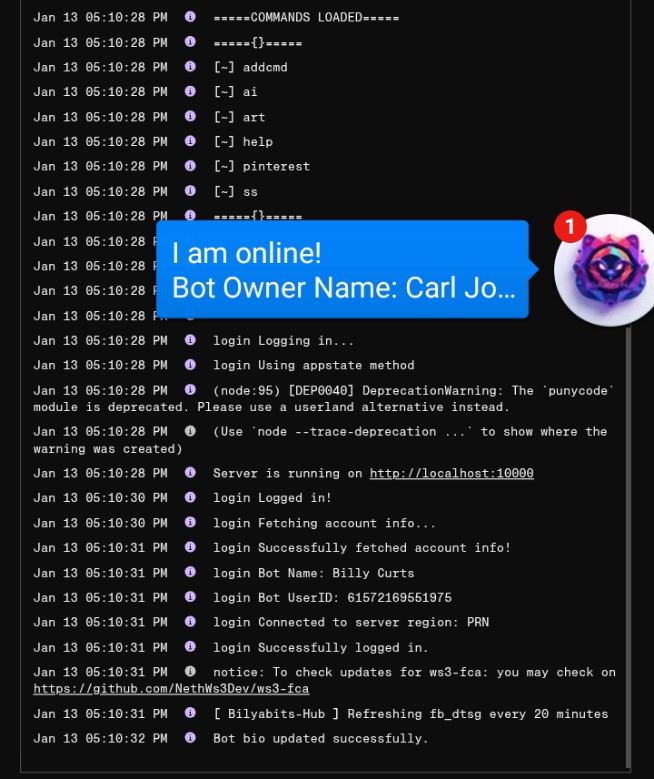 Jan 13 05:10:28 PM =====COMMANDS LOADED=====
Jan 13 05:10:28 PM ====={}=====
Jan 13 05:10:28 PM [~] addcmd
Jan 13 05:10:28 PM [~] ai
Jan 13 05:10:28 PM [~] art
Jan 13 05:10:28 PM [~] help
Jan 13 05:10:28 PM [~] pinterest
Jan 13 05:10:28 PM [~] ss
Jan 13 05:10:28 PM ====={}=====
Jan 13 05:10:28
Jan 13 05:10:28
Jan 13 05:10:28
Jan 13 05:10:28
I am online!
Bot Owner Name: Carl Jo...
1
Jan 13 05:10:28 PM login Logging in...
Jan 13 05:10:28 PM login Using appstate method
Jan 13 05:10:28 PM (node:95) [DEP0040] DeprecationWarning: The `punycode`
module is deprecated. Please use a userland alternative instead.
Jan 13 05:10:28 PM (Use `node --trace-deprecation ...` to show where the
warning was created)
Jan 13 05:10:28 PM Server is running on http://localhost:10000
Jan 13 05:10:30 PM login Logged in!
Jan 13 05:10:30 PM login Fetching account info...
Jan 13 05:10:31 PM login Successfully fetched account info!
Jan 13 05:10:31 PM login Bot Name: Billy Curts
Jan 13 05:10:31 PM login Bot UserID: 61572169551975
Jan 13 05:10:31 PM login Connected to server region: PRN
Jan 13 05:10:31 PM login Successfully logged in.
Jan 13 05:10:31 PM notice: To check updates for ws3-fca: you may check on
https://github.com/NethWs3Dev/ws3-fca
Jan 13 05:10:31 PM [ Bilyabits-Hub ] Refreshing fb_dtsg every 20 minutes
Jan 13 05:10:32 PM Bot bio updated successfully.